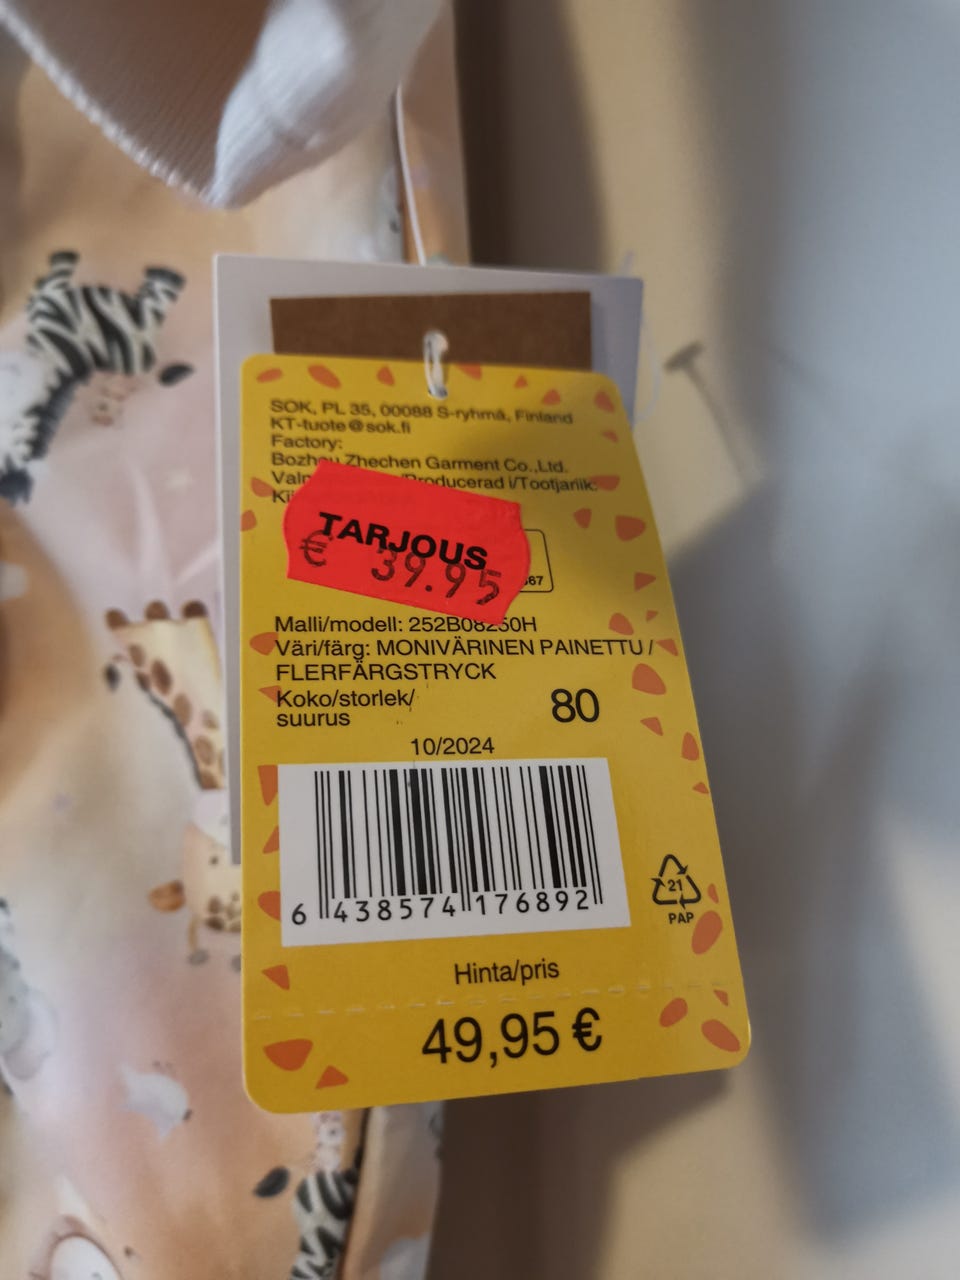 SOK, PL 35, 00088 S-ryhmä, Finland
KT-tuote@sok.fi
Factory:
Bozhou Zhechen Garment Co.,Ltd.
/Producerad i/Tootjariik:
TARJOUS
€ 39.95
Malli/modell: 252B08250H
Väri/färg: MONIVÄRINEN PAINETTU /
FLERFÄRGSTRYCK
Koko/storlek/
suurus
80
10/2024
6 438574 176892
21
PAP
Hinta/pris
49,95 €